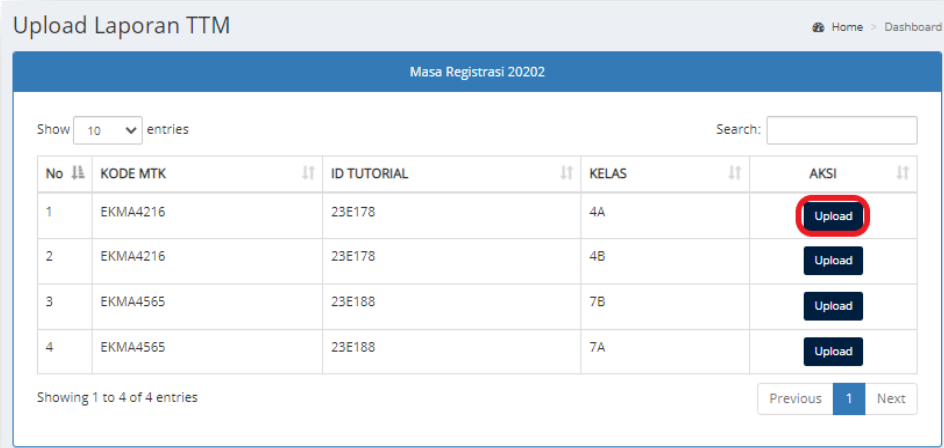 Upload Laporan TTM
Home > Dashboard
Masa Registrasi 20202
Show 10 entries
Search:
No KODE MTK ID TUTORIAL KELAS AKSI
1 EKMA4216 23E178 4A Upload
2 EKMA4216 23E178 4B Upload
3 EKMA4565 23E188 7B Upload
4 EKMA4565 23E188 7A Upload
Showing 1 to 4 of 4 entries
Previous 1 Next